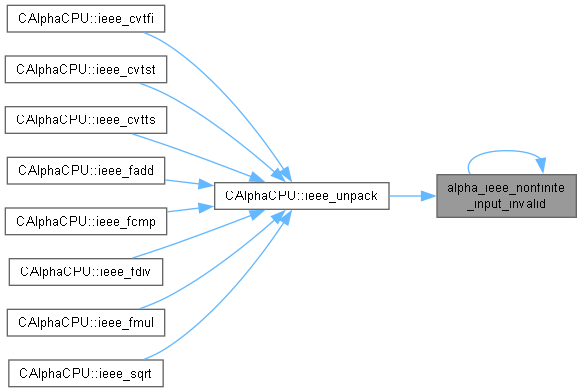 CAlphaCPU::ieee_cvtfi
CAlphaCPU::ieee_cvtst
CAlphaCPU::ieee_cvtts
CAlphaCPU::ieee_fadd
CAlphaCPU::ieee_fcmp
CAlphaCPU::ieee_fdiv
CAlphaCPU::ieee_fmul
CAlphaCPU::ieee_sqrt
CAlphaCPU::ieee_unpack
alpha_ieee_nonfinite
_input_invalid